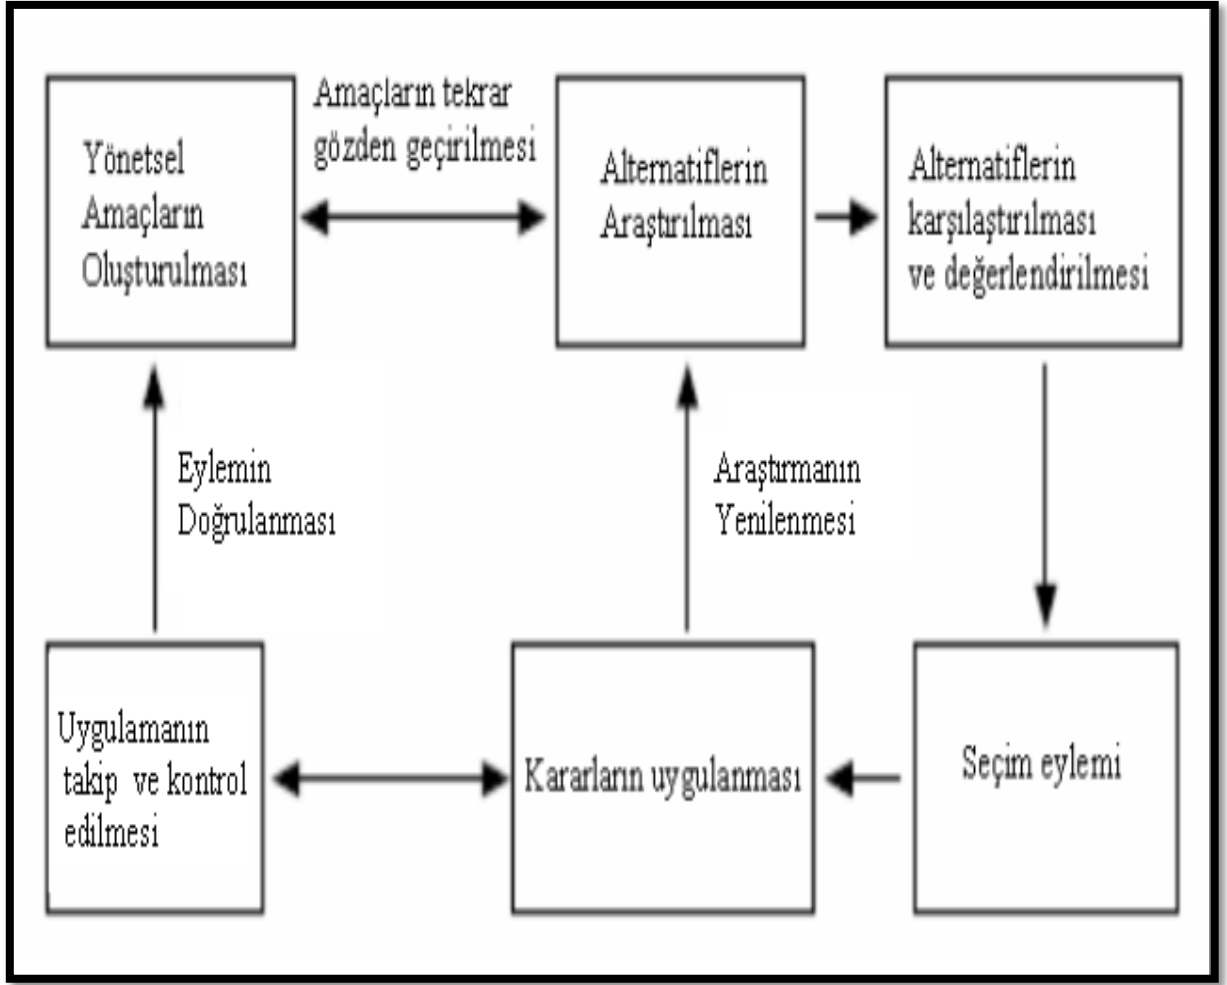 Yönetsel
Amaçların
Oluşturulması
Amaçların tekrar
gözden geçirilmesi
Alternatiflerin
Araştırılması
Alternatiflerin
karşılaştırılması
ve değerlendirilmesi
Eylemin
Doğrulanması
Araştırmanın
Yenilenmesi
Uygulamanın
takip ve kontrol
edilmesi
Kararların uygulanması
Seçim eylemi